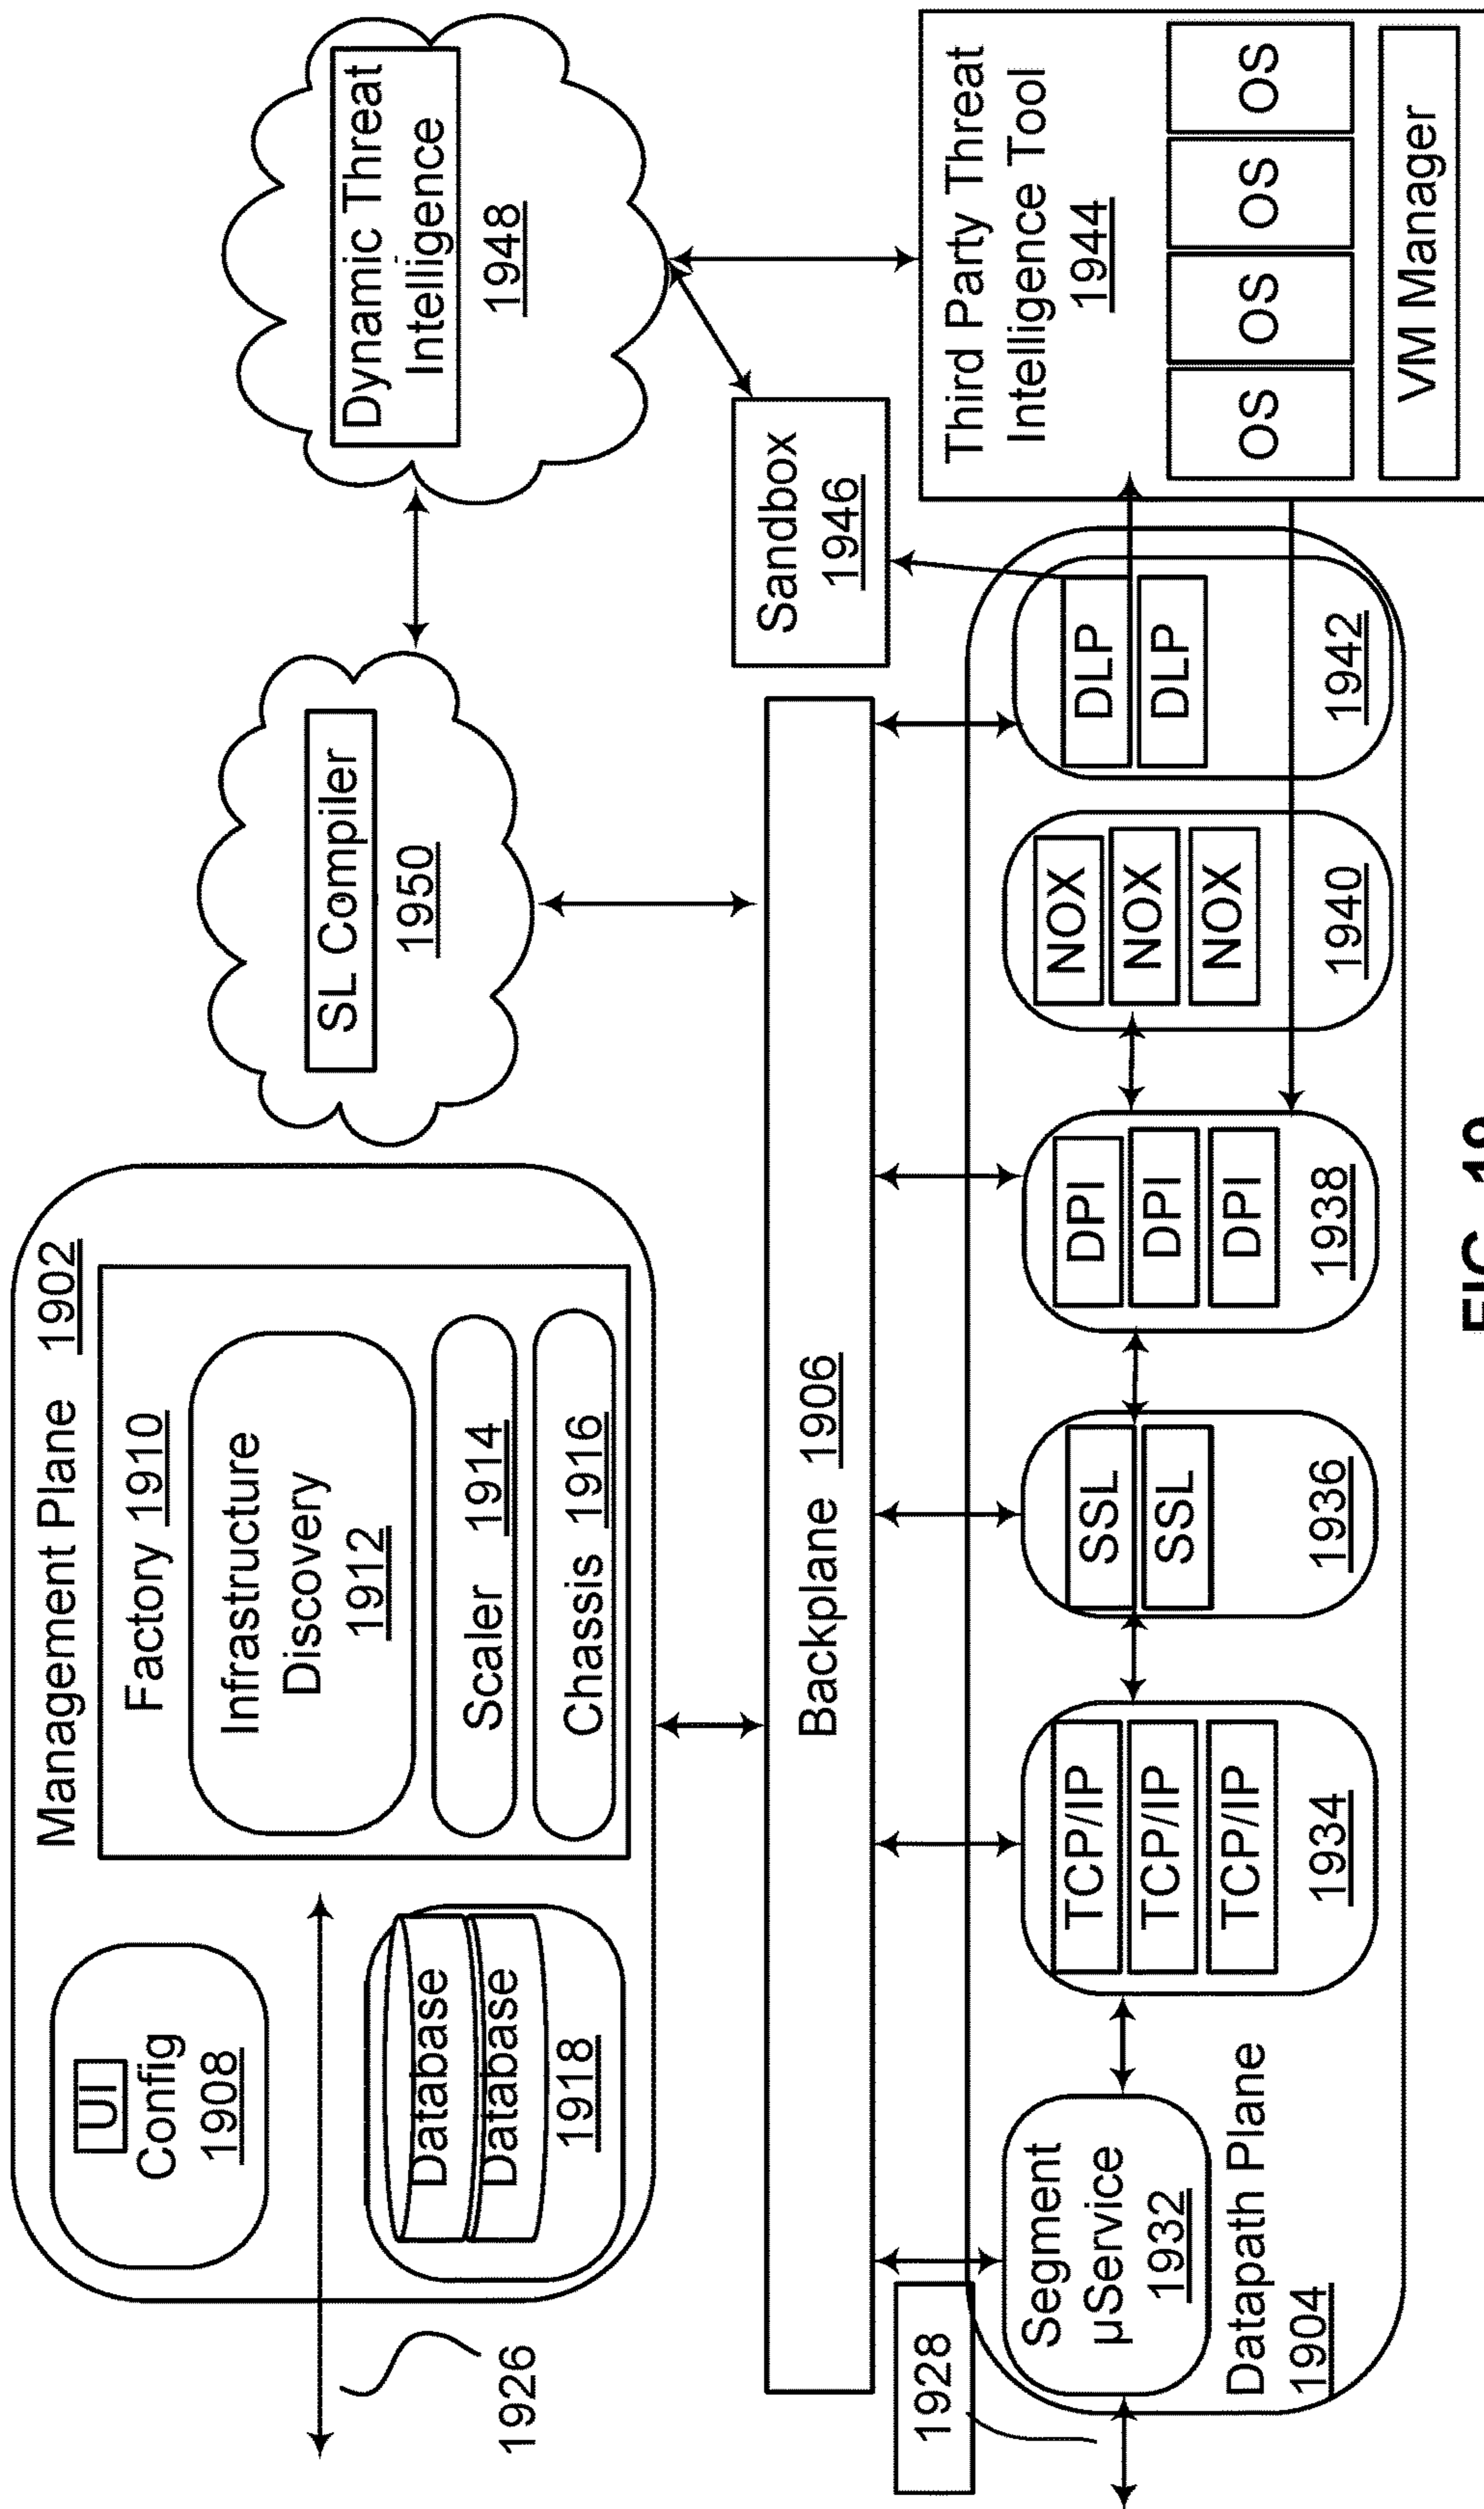 UI
Config
1908
Database
Database
1918
1926
Management Plane 1902
Factory 1910
Infrastructure
Discovery
1912
Scaler 1914
Chassis 1916
SL Compiler
1950
Dynamic Threat
Intelligence
1948
Backplane 1906
Sandbox
1946
Third Party Threat
Intelligence Tool
1944
OS
OS
OS
OS
VM Manager
1928
Segment
µService
1932
Datapath Plane
1904
TCP/IP
TCP/IP
TCP/IP
1934
SSL
SSL
1936
DPI
DPI
DPI
1938
NOX
NOX
NOX
1940
DLP
DLP
1942
FIG. 19